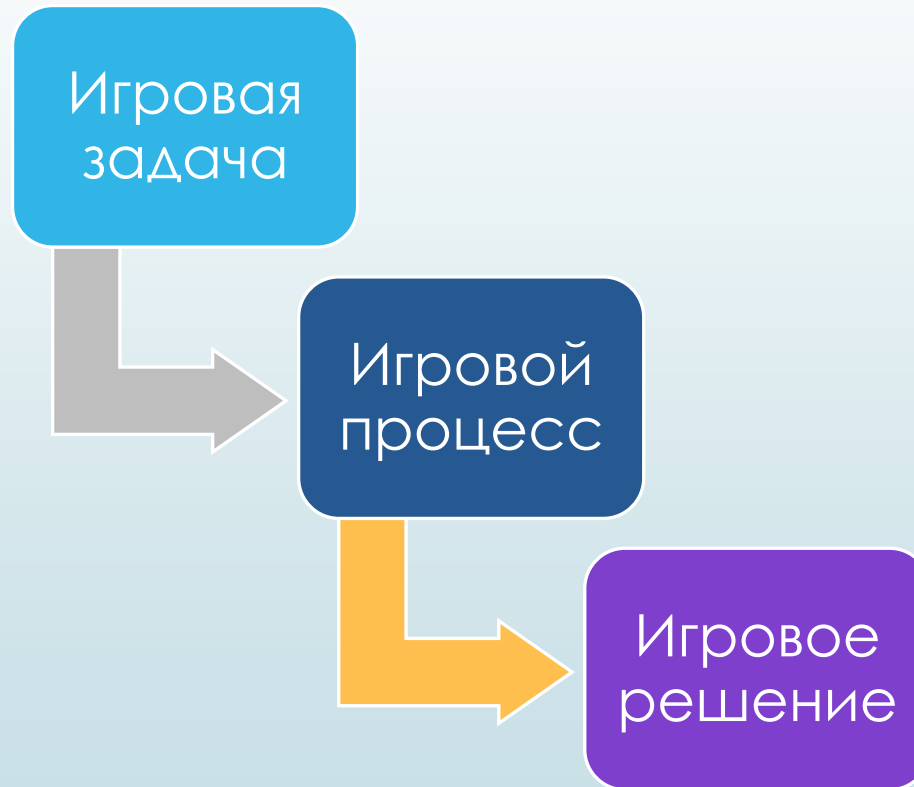 Игровая
задача
Игровой
процесс
Игровое
решение